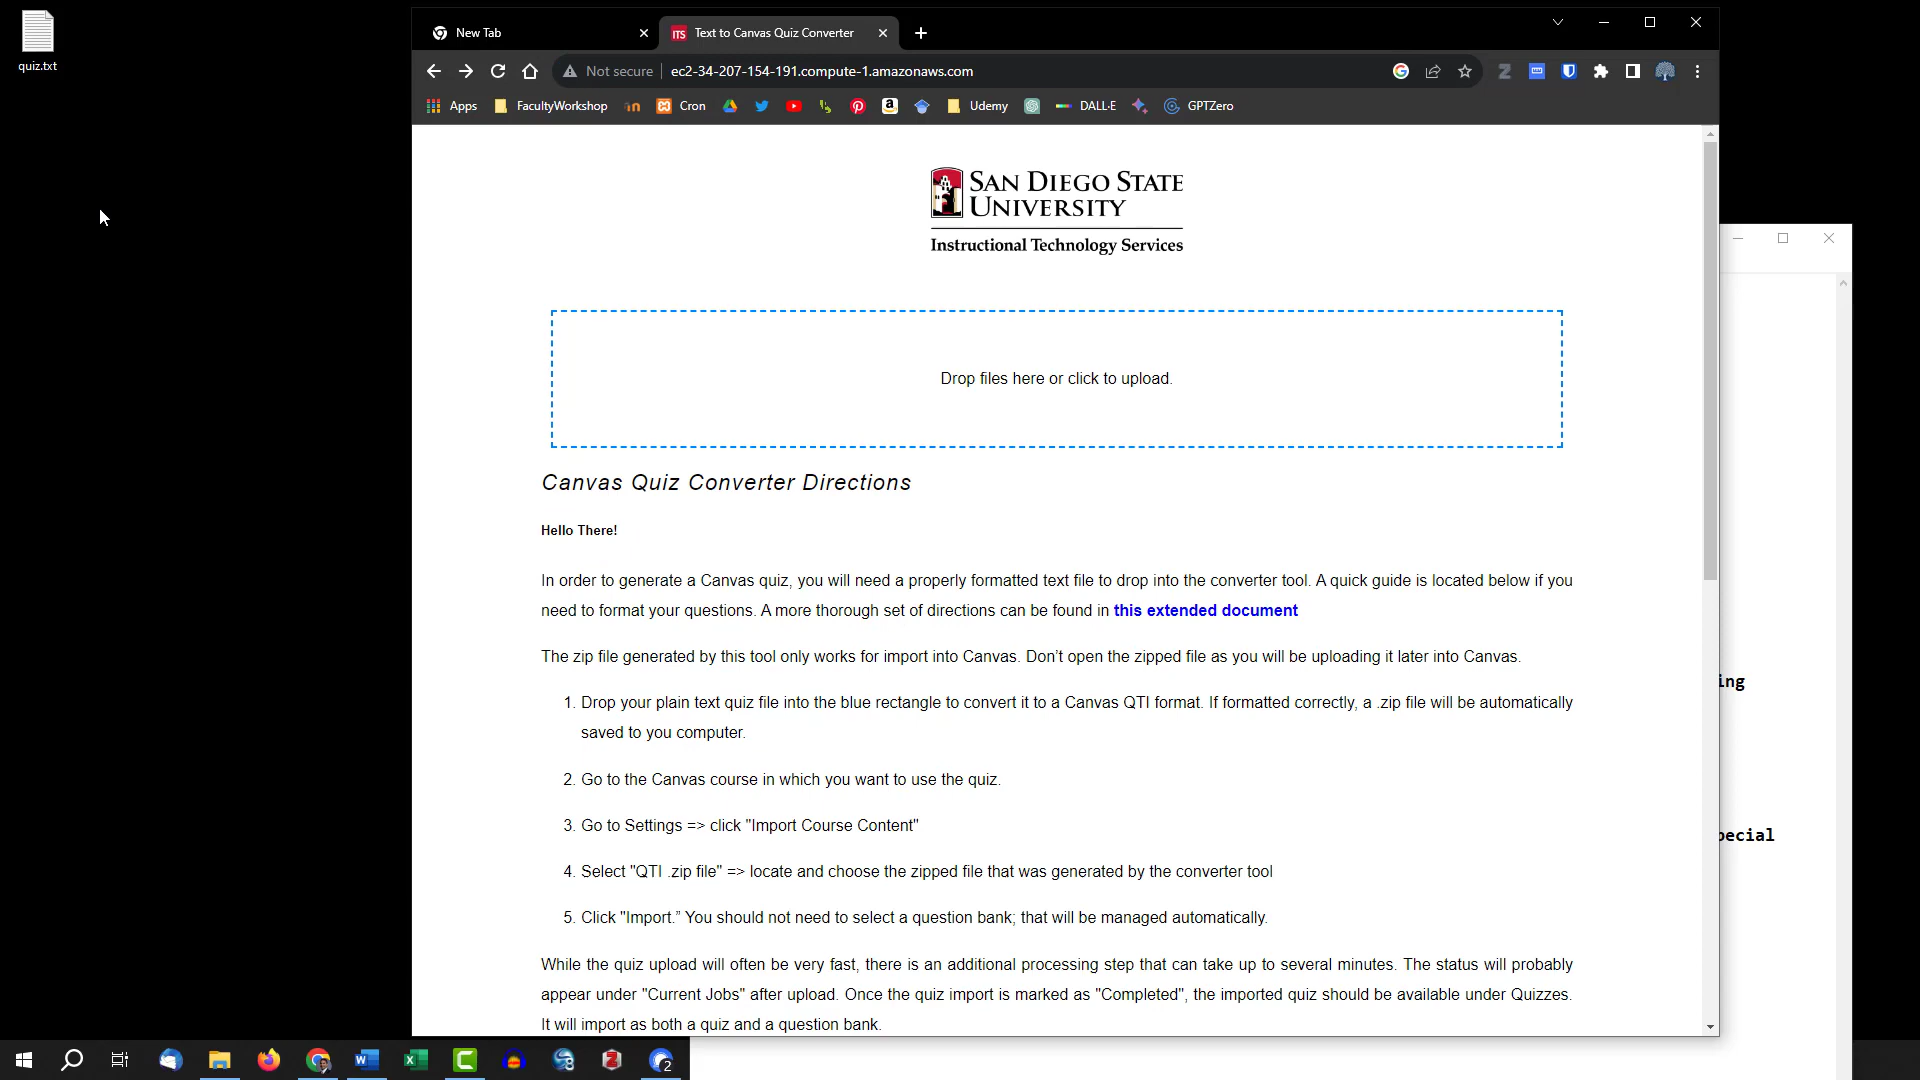 quiz.txt
New Tab
ITS Text to Canvas Quiz Converter
Not secure ec2-34-207-154-191.compute-1.amazonaws.com
Apps FacultyWorkshop Cron Udemy DALL·E GPTZero
SAN DIEGO STATE
UNIVERSITY
Instructional Technology Services
Drop files here or click to upload.
Canvas Quiz Converter Directions
Hello There!
In order to generate a Canvas quiz, you will need a properly formatted text file to drop into the converter tool. A quick guide is located below if you
need to format your questions. A more thorough set of directions can be found in this extended document
The zip file generated by this tool only works for import into Canvas. Don’t open the zipped file as you will be uploading it later into Canvas.
1. Drop your plain text quiz file into the blue rectangle to convert it to a Canvas QTI format. If formatted correctly, a .zip file will be automatically
saved to you computer.
2. Go to the Canvas course in which you want to use the quiz.
3. Go to Settings => click "Import Course Content"
4. Select "QTI .zip file" => locate and choose the zipped file that was generated by the converter tool
5. Click "Import.” You should not need to select a question bank; that will be managed automatically.
While the quiz upload will often be very fast, there is an additional processing step that can take up to several minutes. The status will probably
appear under "Current Jobs" after upload. Once the quiz import is marked as "Completed", the imported quiz should be available under Quizzes.
It will import as both a quiz and a question bank.
ing
pecial
2